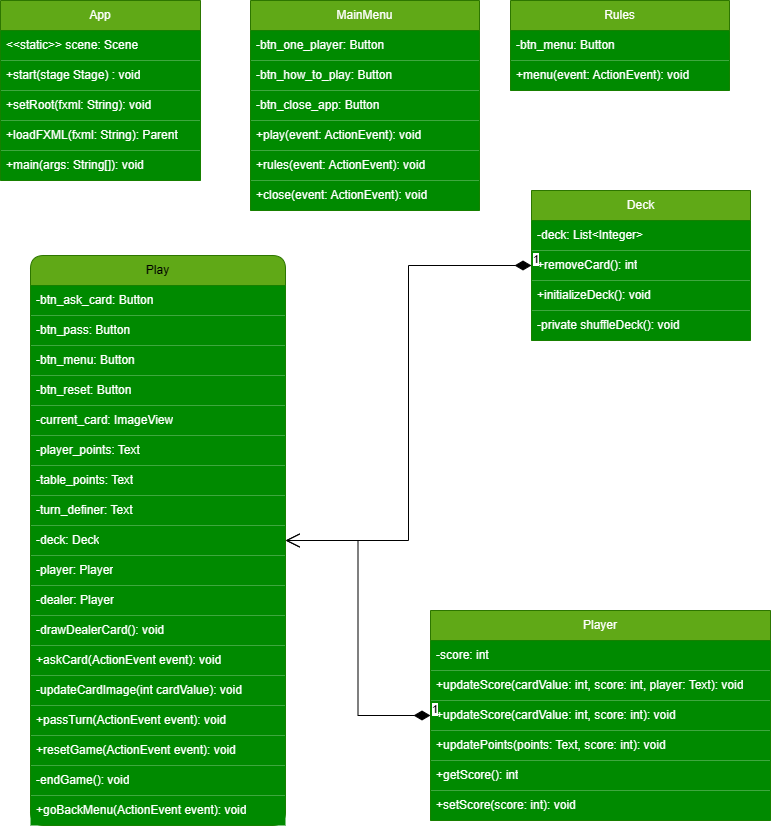 App
<<static>> scene: Scene
+start(stage Stage) : void
+setRoot(fxml: String): void
+loadFXML(fxml: String): Parent
+main(args: String[]): void
MainMenu
-btn_one_player: Button
-btn_how_to_play: Button
-btn_close_app: Button
+play(event: ActionEvent): void
+rules(event: ActionEvent): void
+close(event: ActionEvent): void
Rules
-btn_menu: Button
+menu(event: ActionEvent): void
Deck
-deck: List<Integer>
1
+removeCard(): int
+initializeDeck(): void
-private shuffleDeck(): void
Play
-btn_ask_card: Button
-btn_pass: Button
-btn_menu: Button
-btn_reset: Button
-current_card: ImageView
-player_points: Text
-table_points: Text
-turn_definer: Text
-deck: Deck
-player: Player
-dealer: Player
-drawDealerCard(): void
+askCard(ActionEvent event): void
-updateCardImage(int cardValue): void
+passTurn(ActionEvent event): void
+resetGame(ActionEvent event): void
-endGame(): void
+goBackMenu(ActionEvent event): void
Player
-score: int
+updateScore(cardValue: int, score: int, player: Text): void
1
+updateScore(cardValue: int, score: int): void
+updatePoints(points: Text, score: int): void
+getScore(): int
+setScore(score: int): void